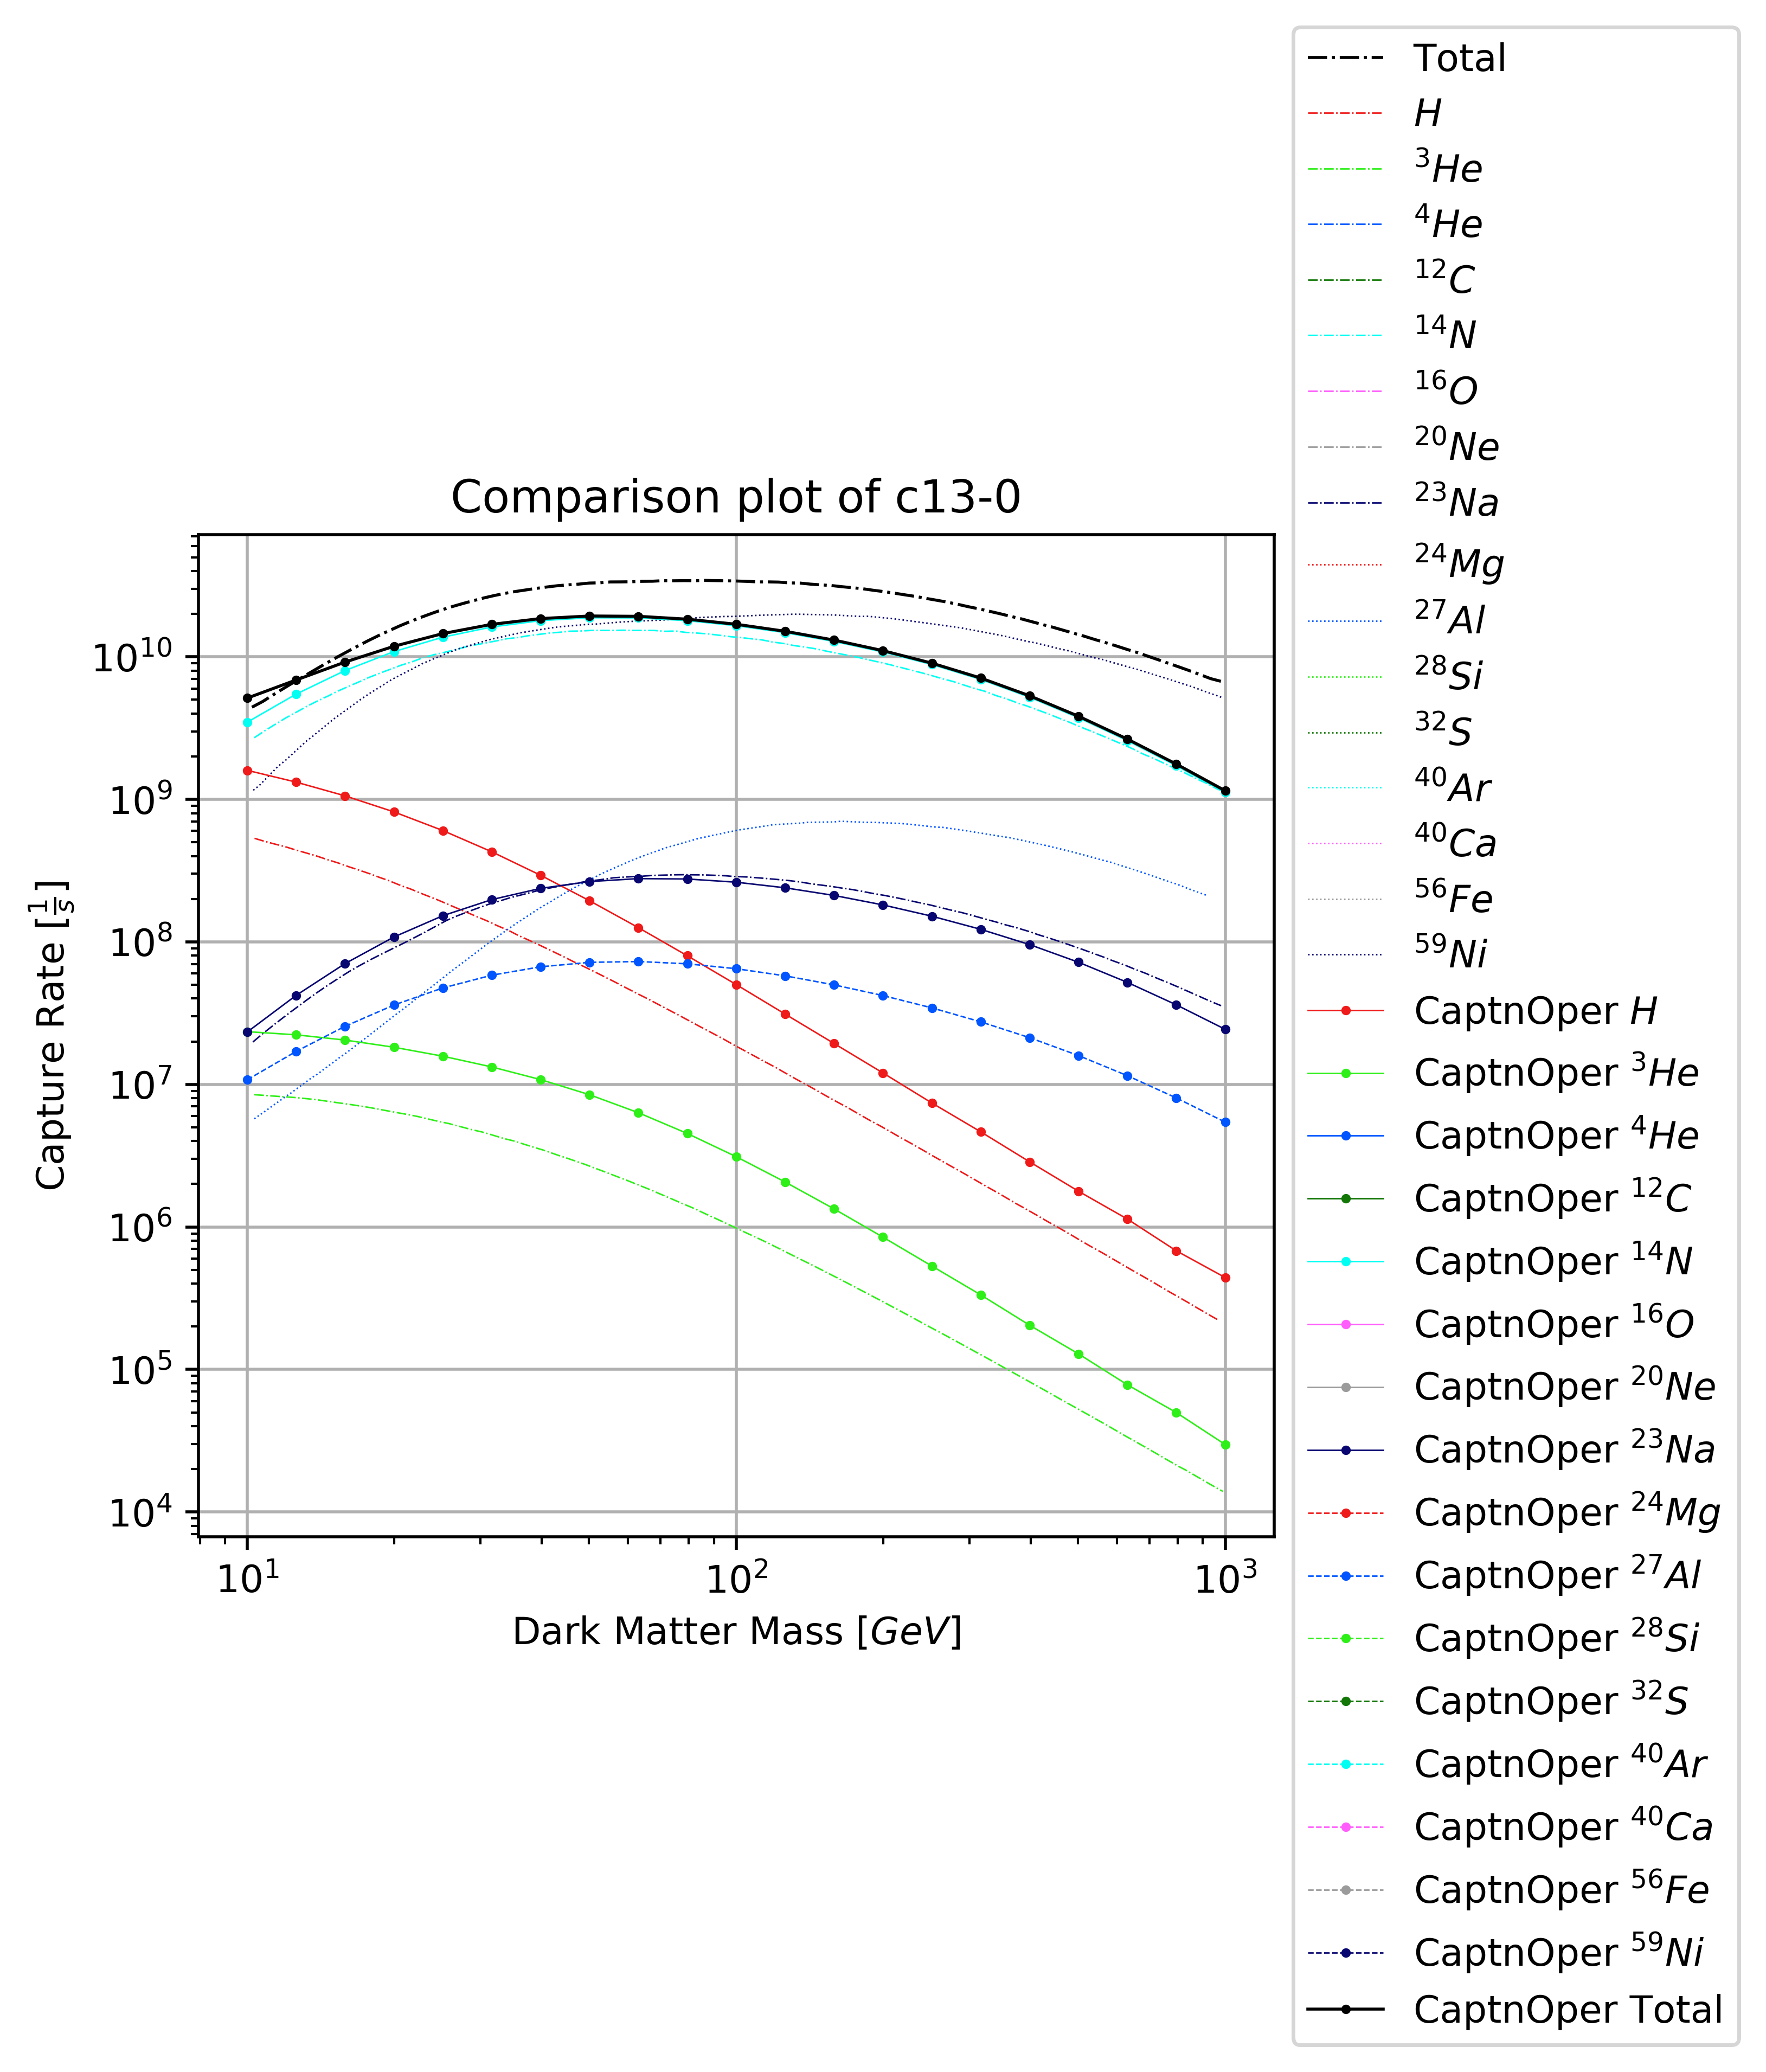 Comparison plot of c13-0
Capture Rate [1/s]
10^10
10^9
10^8
10^7
10^6
10^5
10^4
10^1
10^2
10^3
Dark Matter Mass [GeV]
Total
H
^3He
^4He
^12C
^14N
^16O
^20Ne
^23Na
^24Mg
^27Al
^28Si
^32S
^40Ar
^40Ca
^56Fe
^59Ni
CaptnOper H
CaptnOper ^3He
CaptnOper ^4He
CaptnOper ^12C
CaptnOper ^14N
CaptnOper ^16O
CaptnOper ^20Ne
CaptnOper ^23Na
CaptnOper ^24Mg
CaptnOper ^27Al
CaptnOper ^28Si
CaptnOper ^32S
CaptnOper ^40Ar
CaptnOper ^40Ca
CaptnOper ^56Fe
CaptnOper ^59Ni
CaptnOper Total